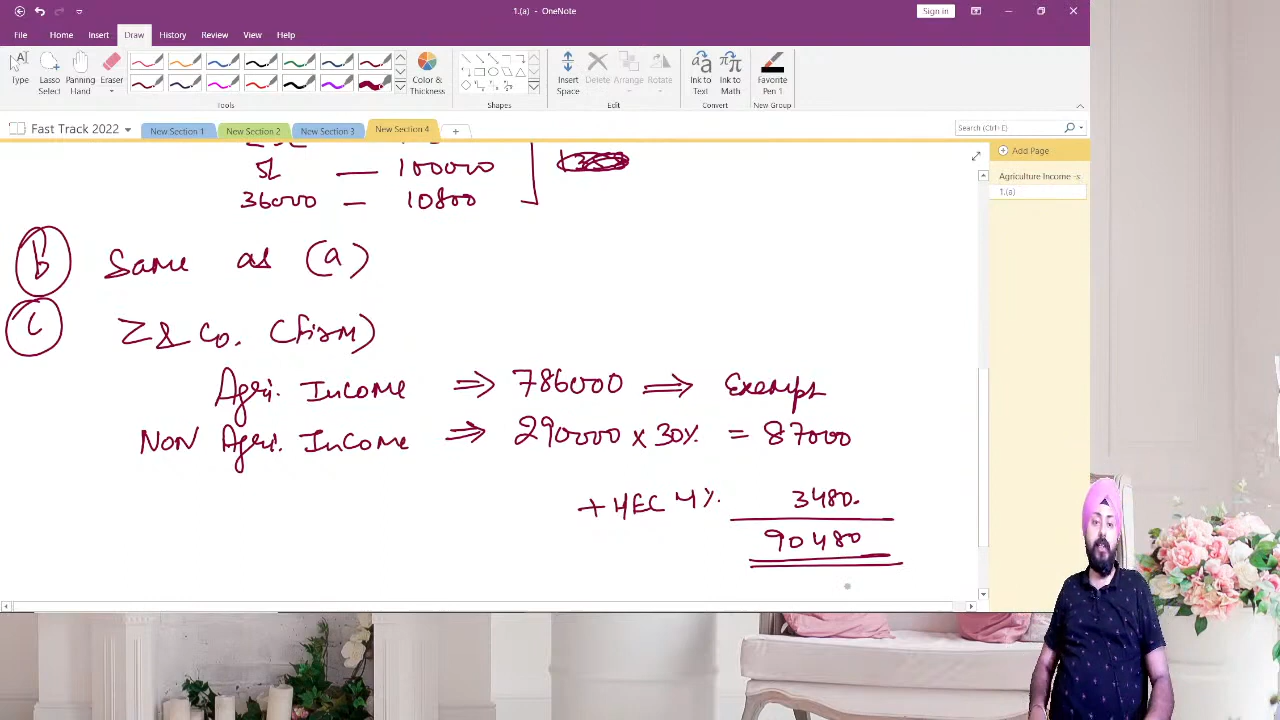 1.(a) - OneNote
Sign in
File Home Insert Draw History Review View Help
Type Lasso Select Panning Hand Eraser Color & Thickness Insert Space Delete Arrange Rotate Ink to Text Ink to Math Favorite Pen 1
Tools Shapes Edit Convert New Group
Fast Track 2022 New Section 1 New Section 2 New Section 3 New Section 4 +
Search (Ctrl+E)
Add Page
Agriculture Income -s
1.(a)
5L — 100000
36000 — 10800
b Same as (a)
C Z & Co. (firm)
Agri. Income ⇒ 786000 ⇒ Exempt
NON Agri. InCome ⇒ 290000 x 30% = 87000
+ HEC 4% 3480.
90480